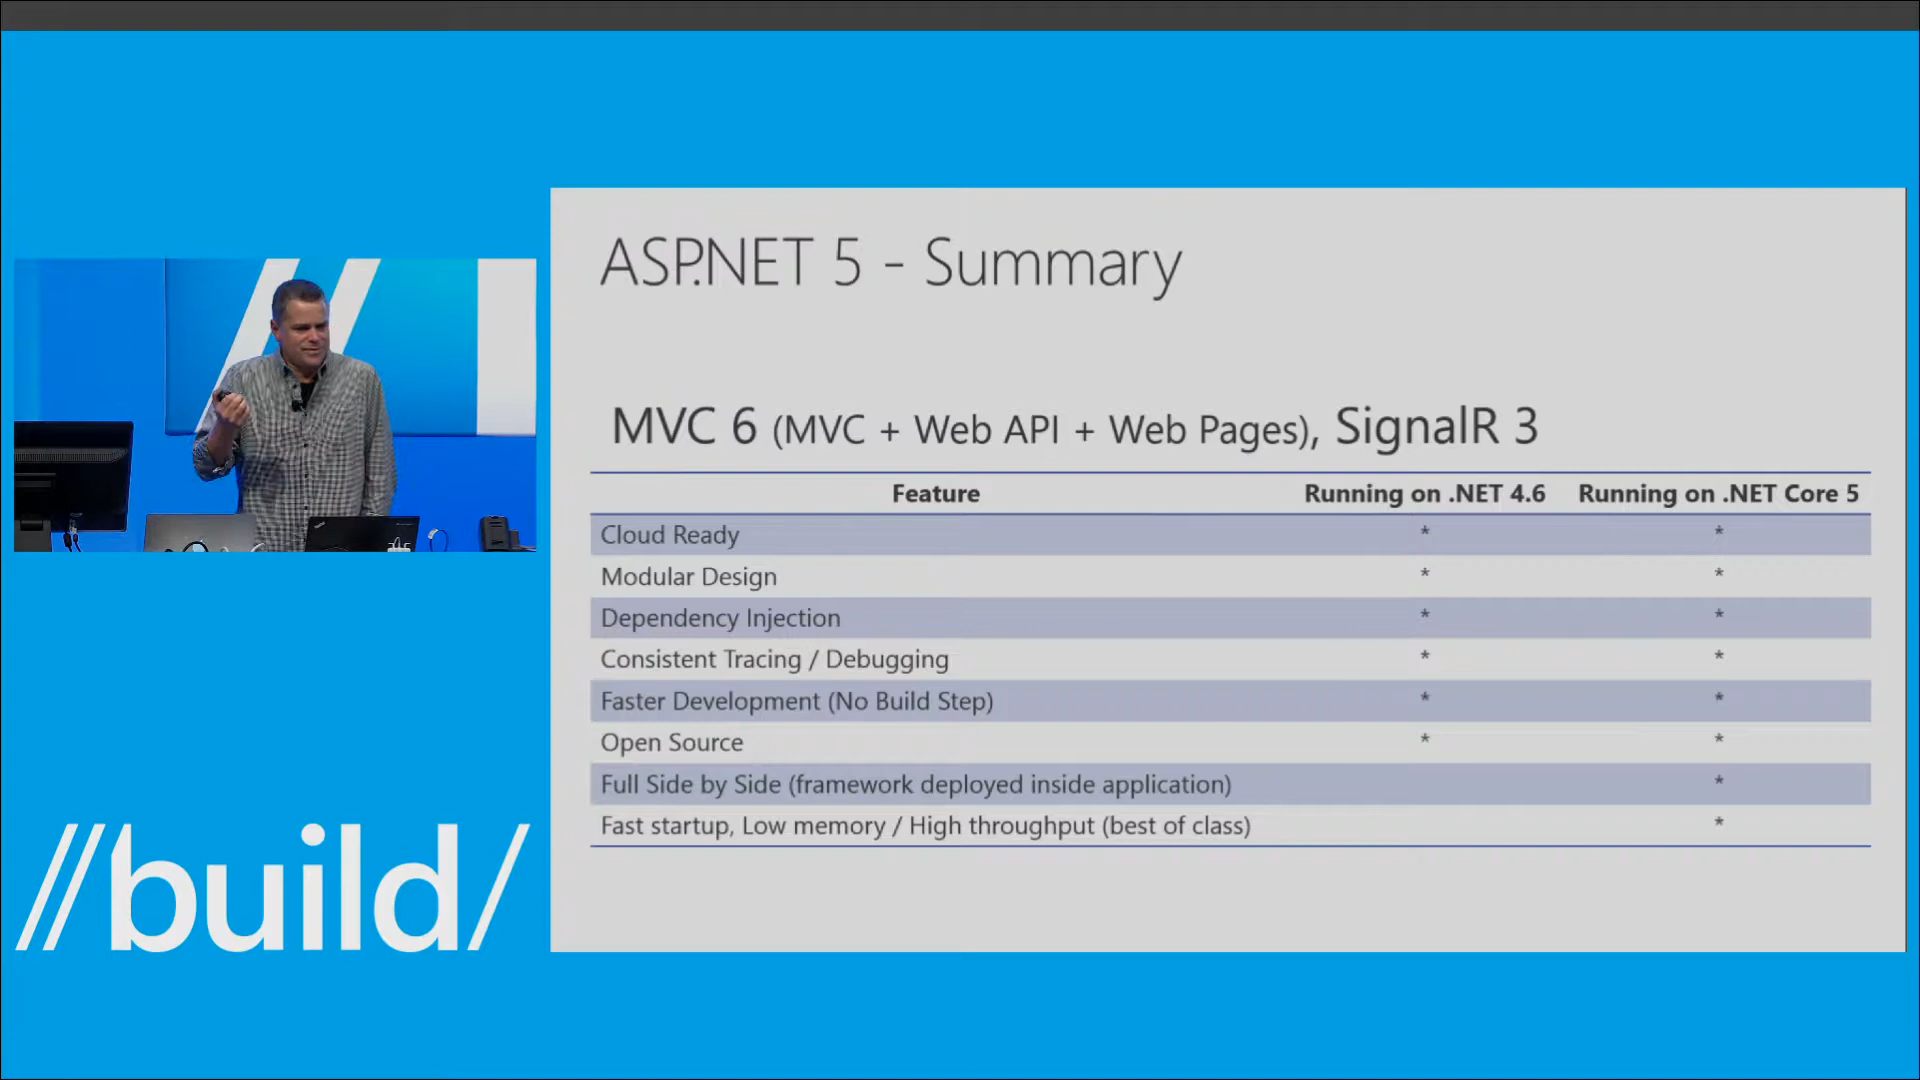 ASP.NET 5 - Summary
MVC 6 (MVC + Web API + Web Pages), SignalR 3
Feature Running on .NET 4.6 Running on .NET Core 5
Cloud Ready * *
Modular Design * *
Dependency Injection * *
Consistent Tracing / Debugging * *
Faster Development (No Build Step) * *
Open Source * *
Full Side by Side (framework deployed inside application) *
Fast startup, Low memory / High throughput (best of class) *
//build/